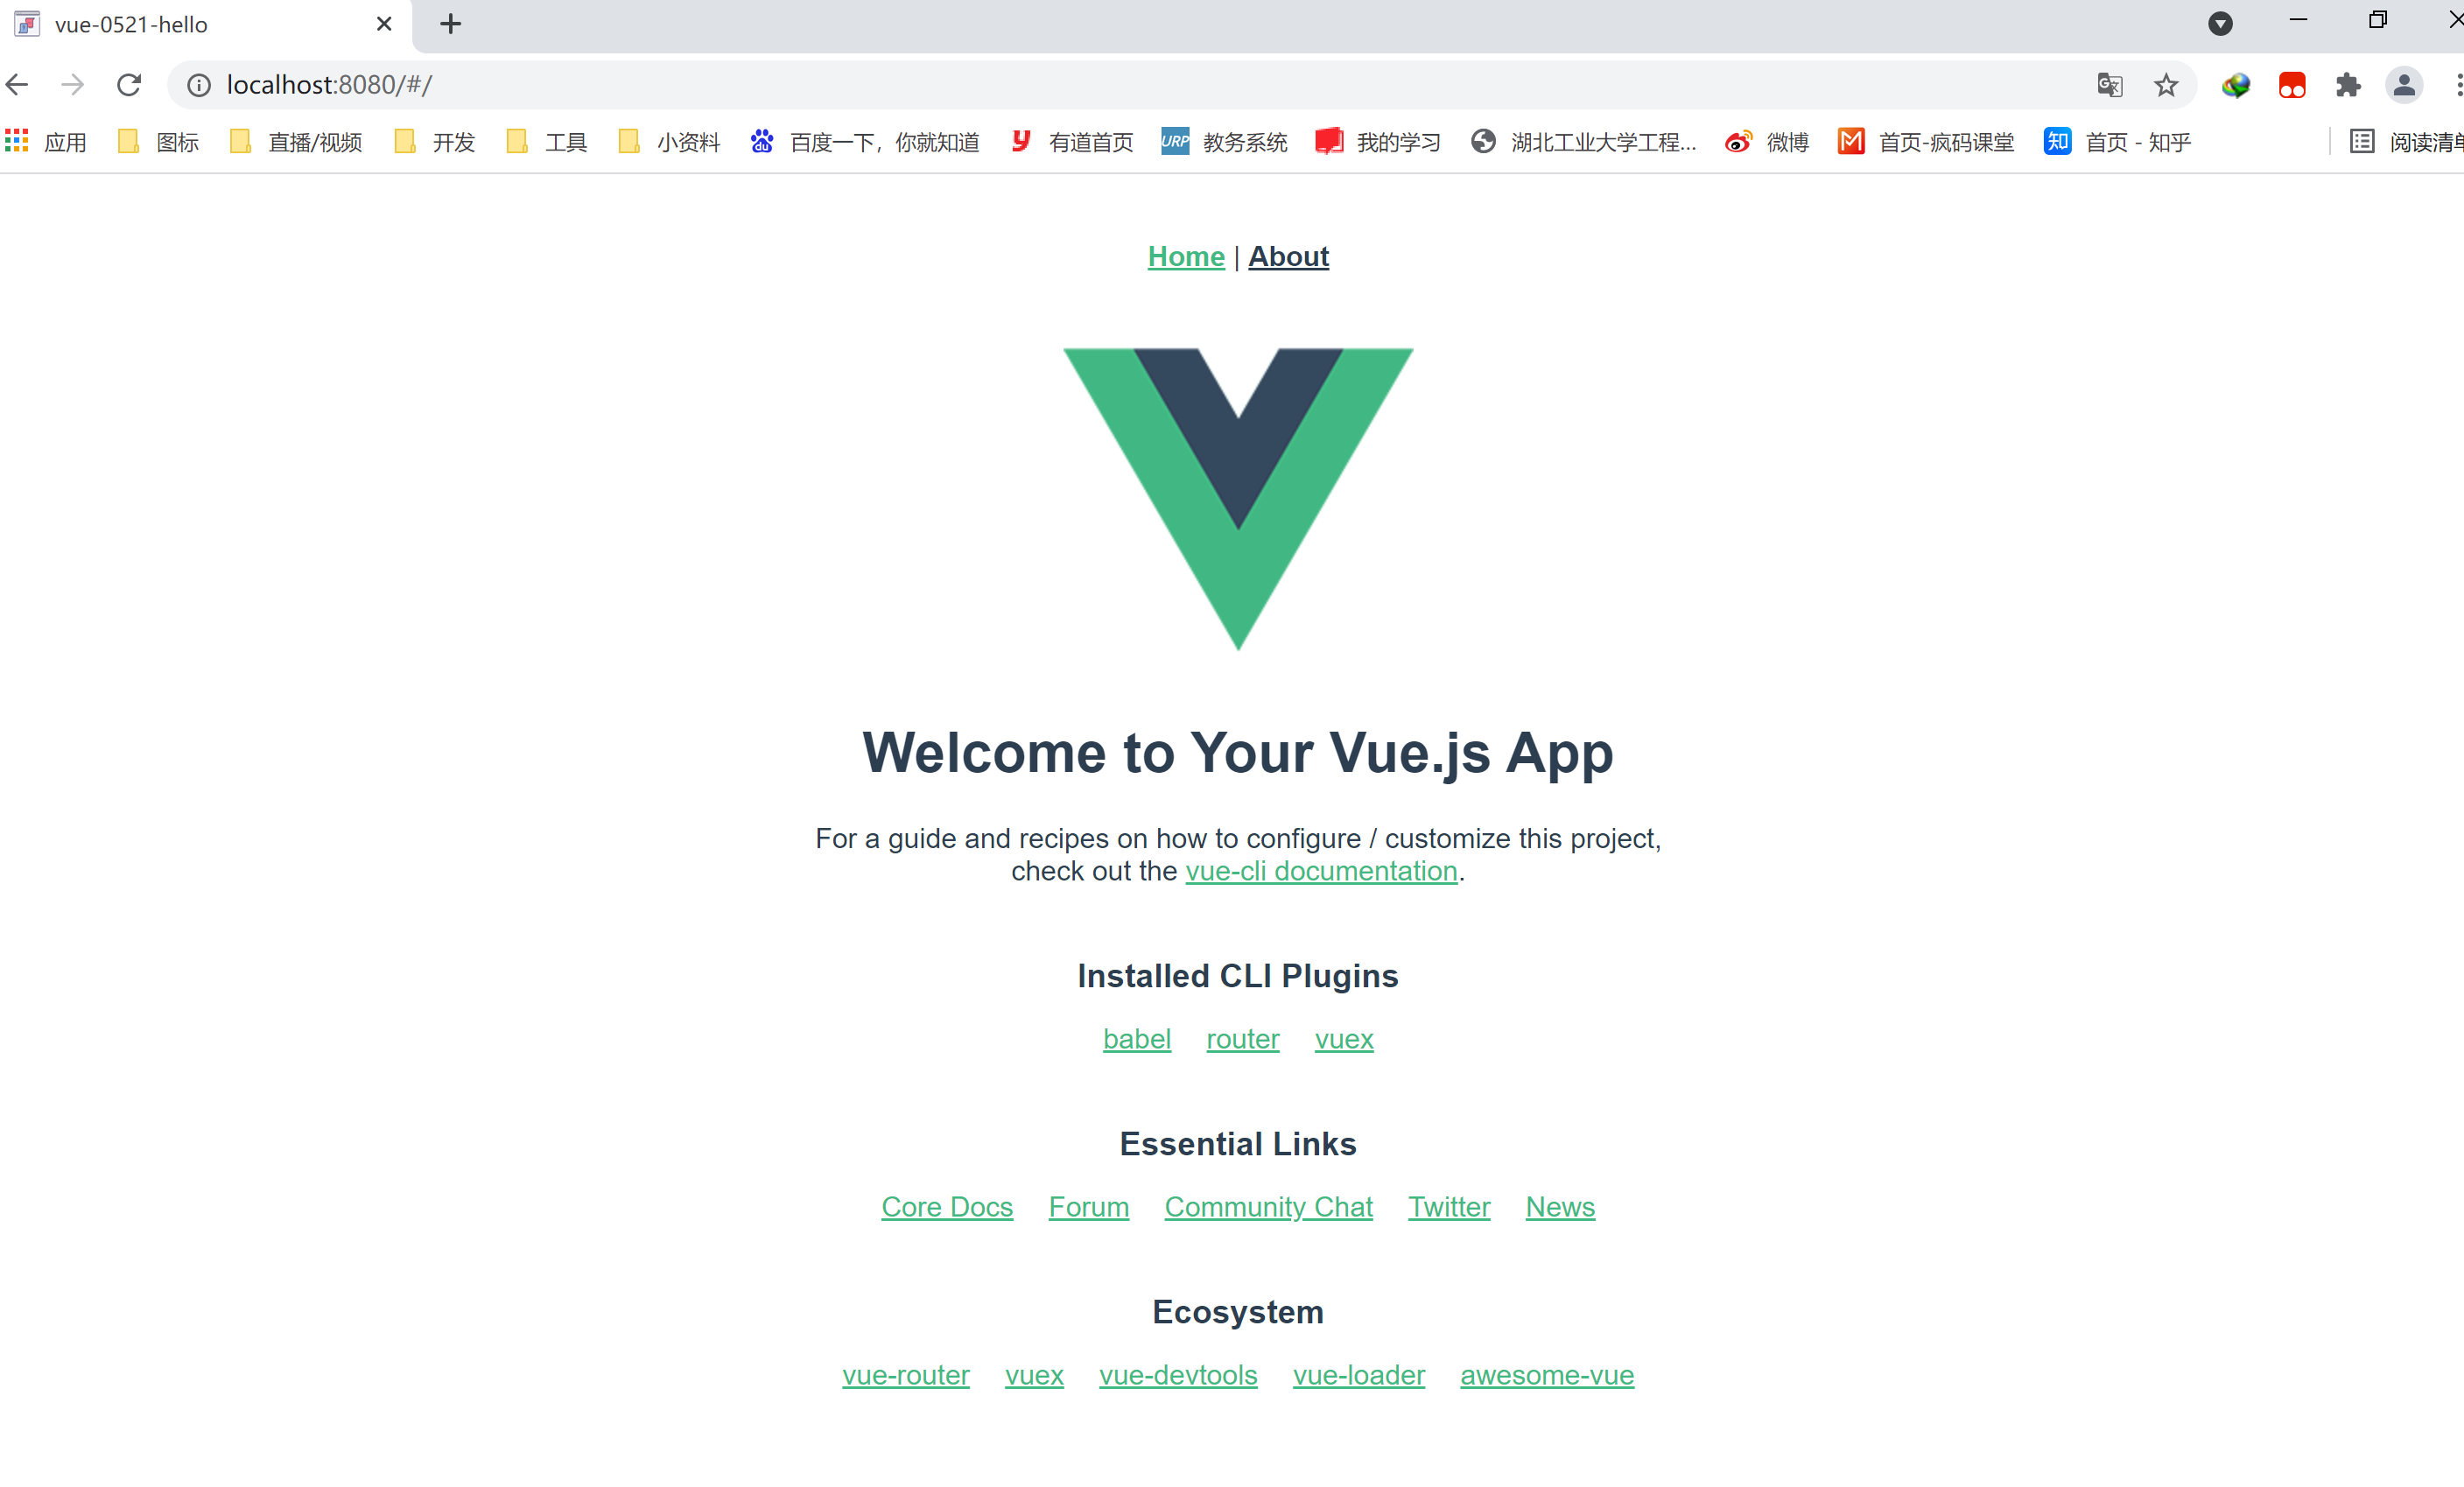 vue-0521-hello
localhost:8080/#/
应用 图标 直播/视频 开发 工具 小资料 百度一下，你就知道 有道首页 URP 教务系统 我的学习 湖北工业大学工程... 微博 首页-疯码课堂 知 首页 - 知乎 阅读清单
Home | About
Welcome to Your Vue.js App
For a guide and recipes on how to configure / customize this project,
check out the vue-cli documentation.
Installed CLI Plugins
babel router vuex
Essential Links
Core Docs Forum Community Chat Twitter News
Ecosystem
vue-router vuex vue-devtools vue-loader awesome-vue